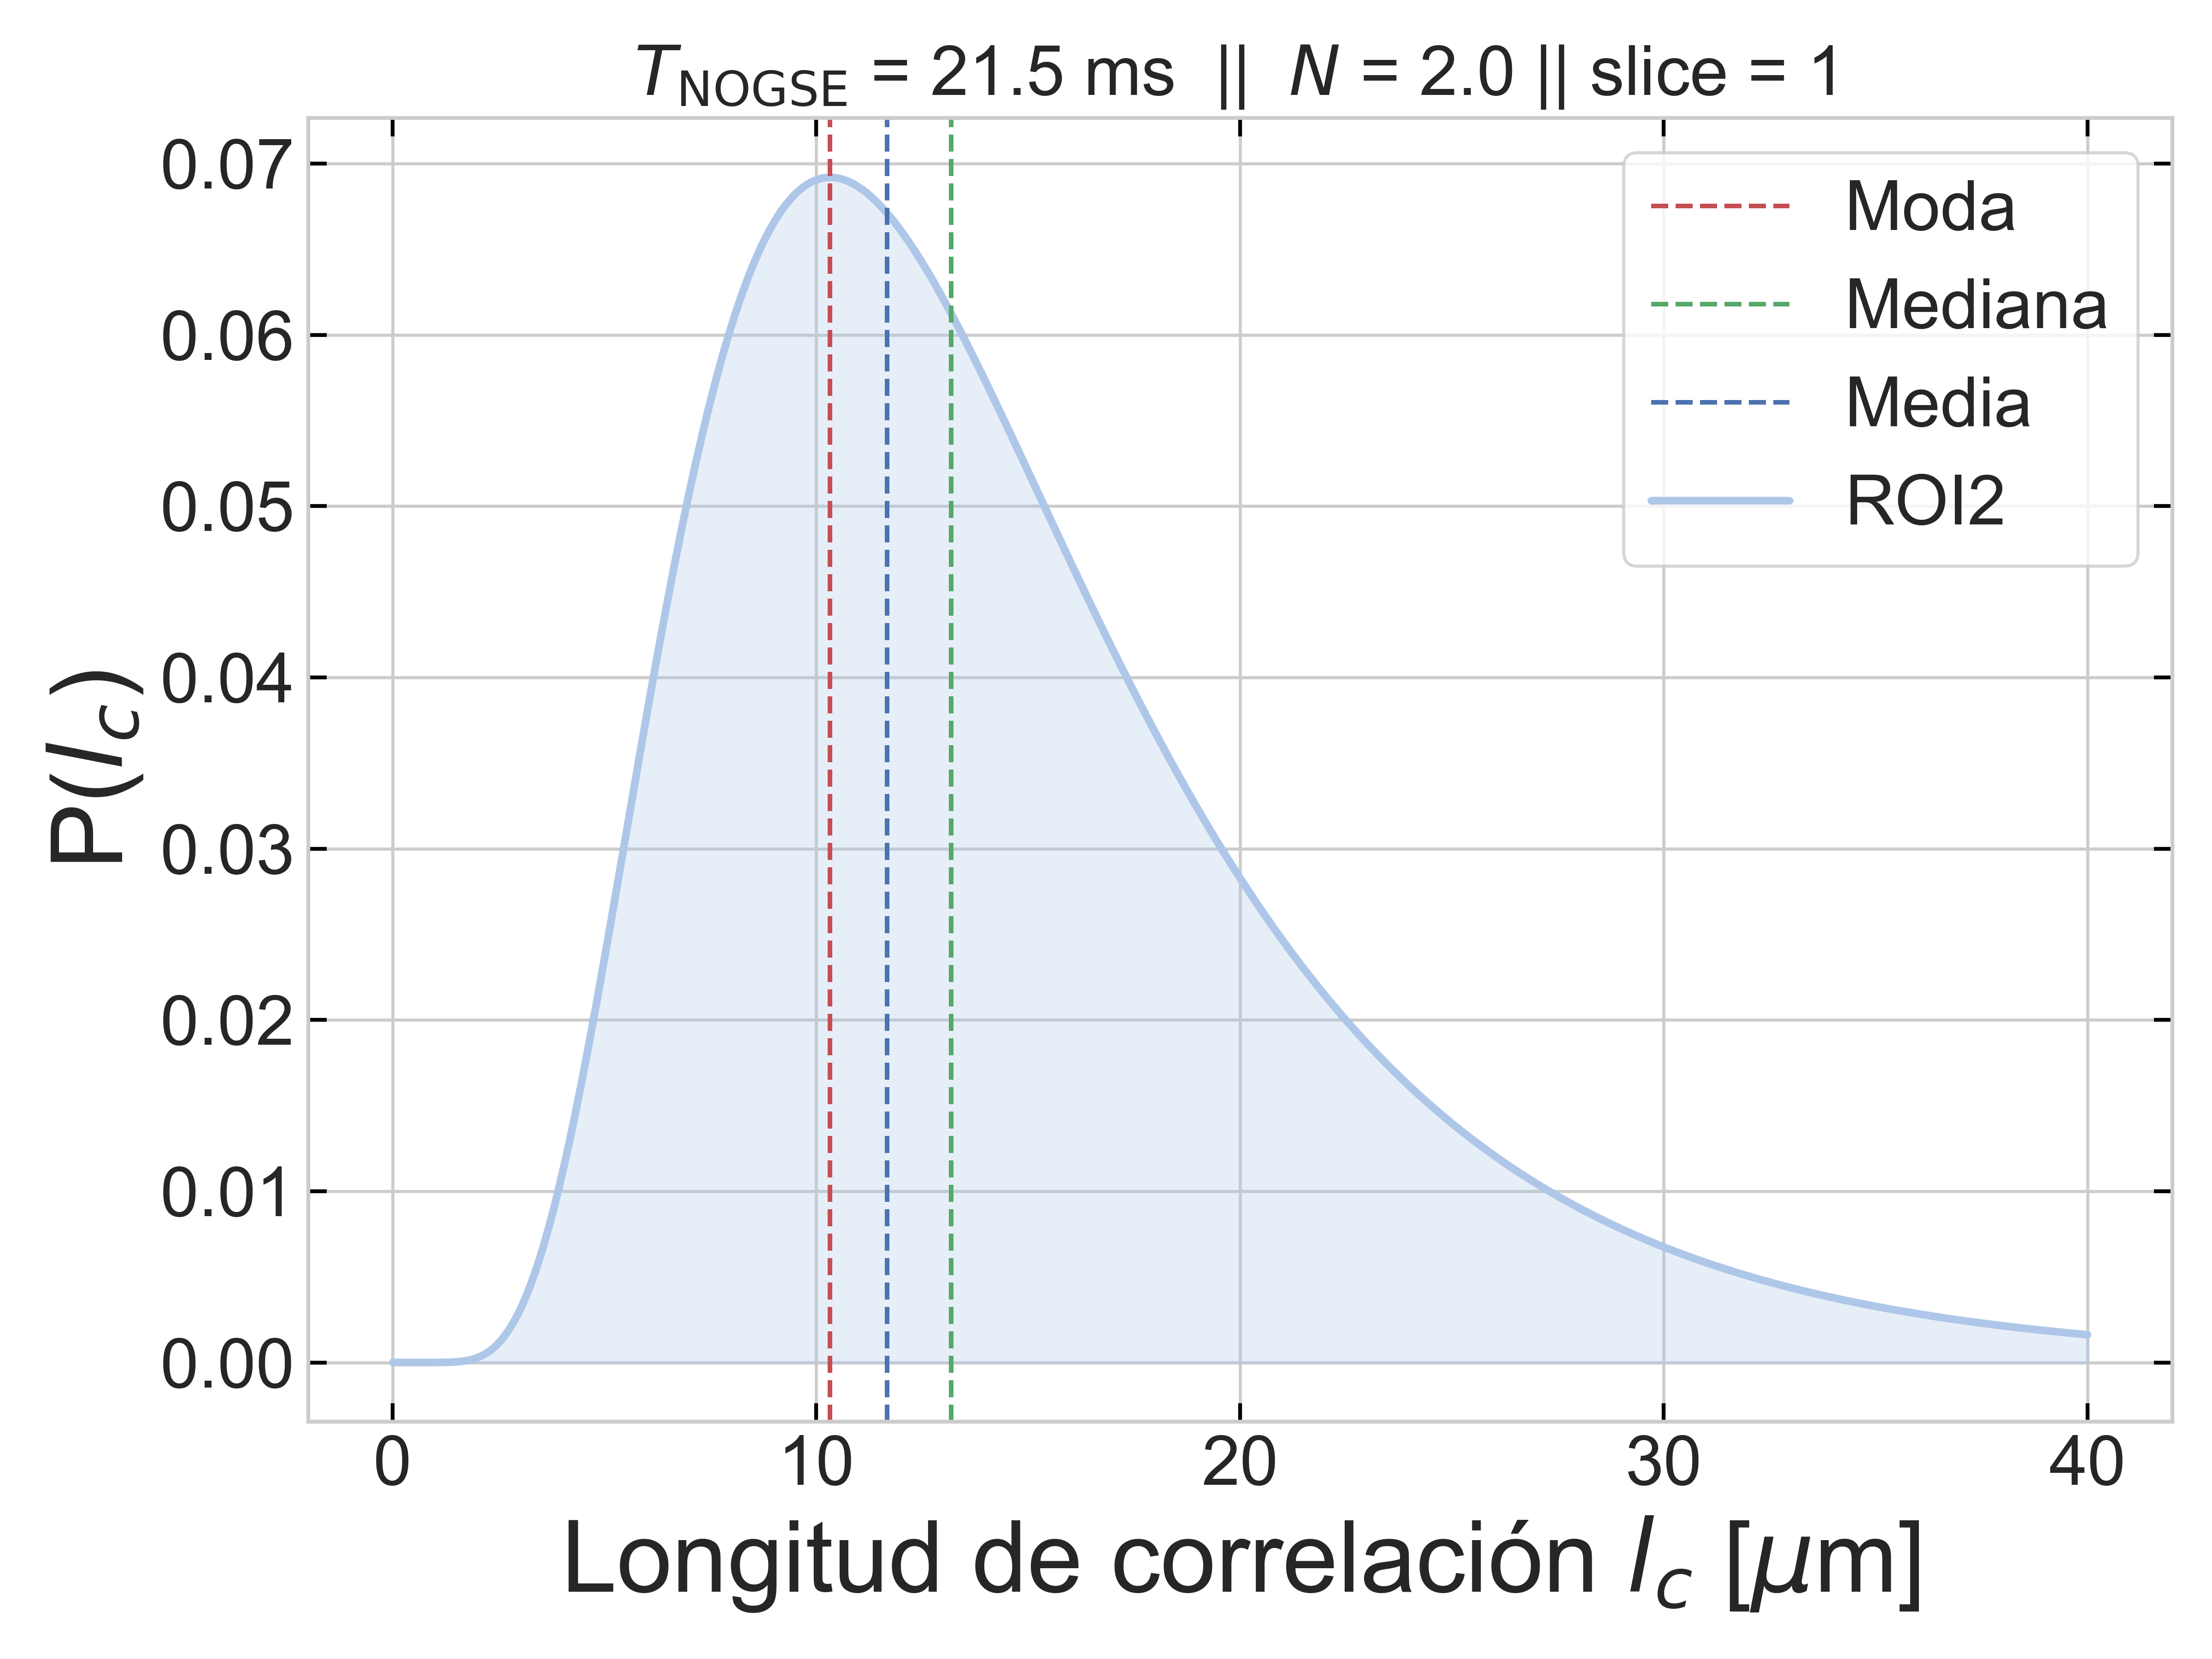 T_NOGSE = 21.5 ms || N = 2.0 || slice = 1
Moda
Mediana
Media
ROI2
P(l_c)
0.07
0.06
0.05
0.04
0.03
0.02
0.01
0.00
0 10 20 30 40
Longitud de correlación l_c [μm]